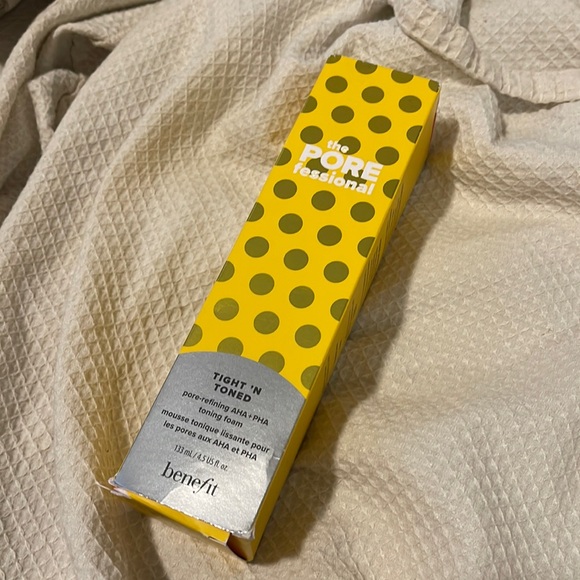 the
PORE
fessional
TIGHT 'N
TONED
pore-refining AHA+PHA
toning foam
mousse tonique lissante pour
les pores aux AHA et PHA
133 mL / 4.5 US fl. oz.
benefit